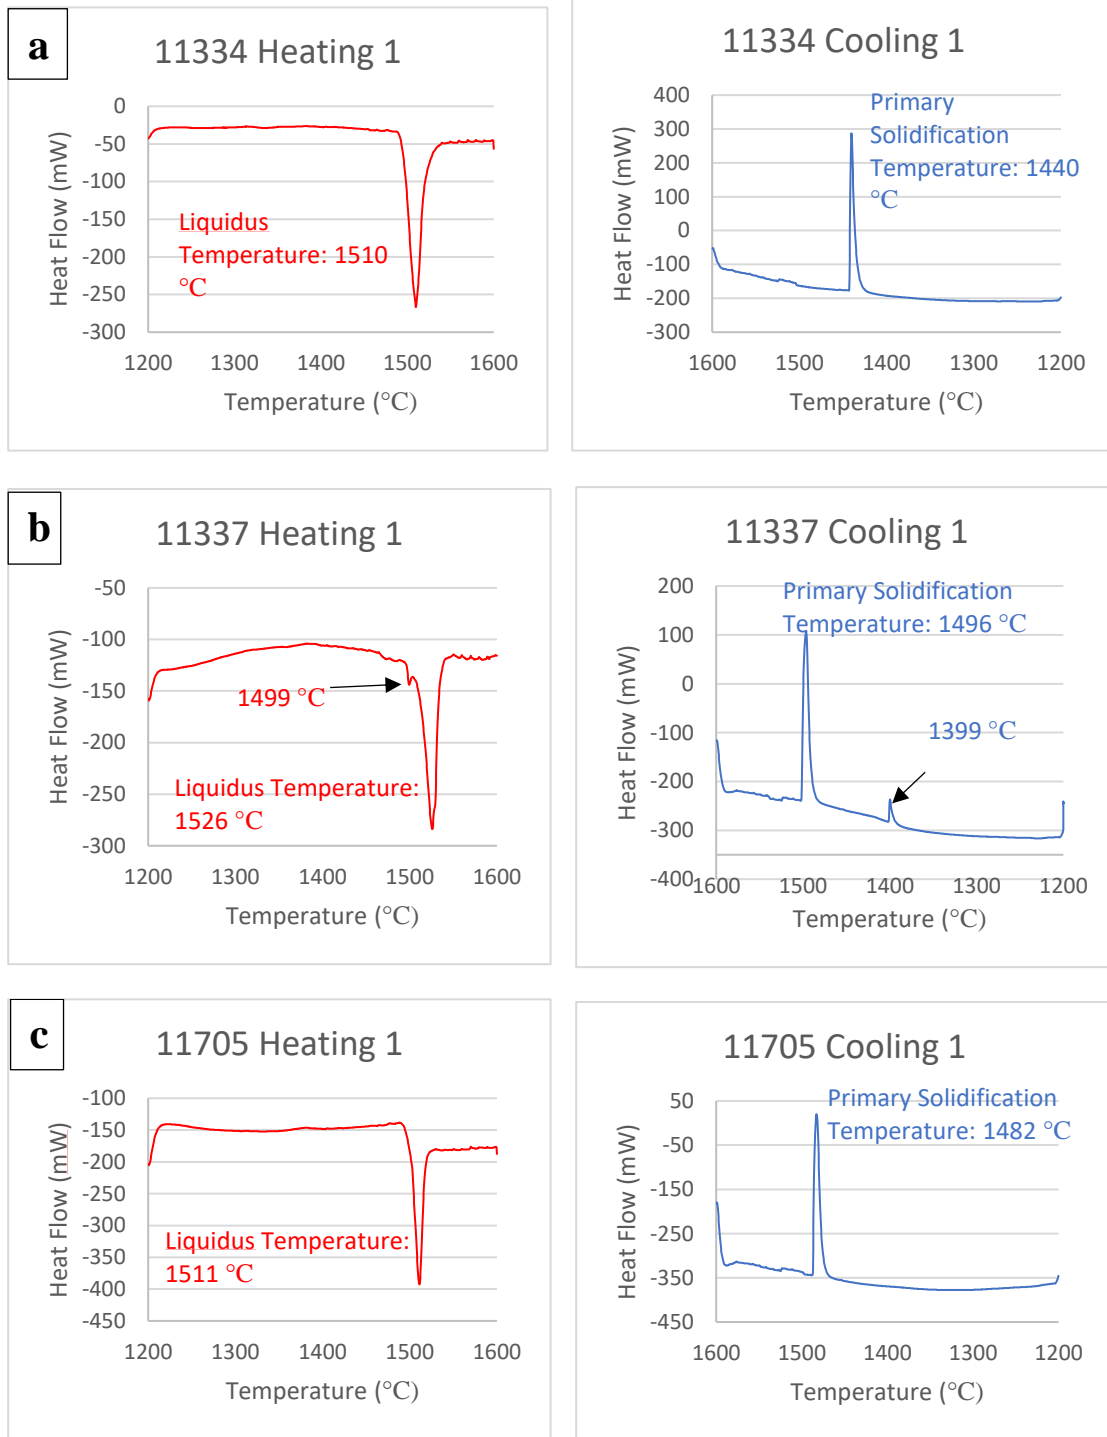 a
11334 Heating 1
0
-50
-100
-150
-200
-250
-300
Heat Flow (mW)
Liquidus
Temperature: 1510
°C
1200 1300 1400 1500 1600
Temperature (°C)
11334 Cooling 1
400
300
200
100
0
-100
-200
-300
Heat Flow (mW)
Primary
Solidification
Temperature: 1440
°C
1600 1500 1400 1300 1200
Temperature (°C)
b
11337 Heating 1
-50
-100
-150
-200
-250
-300
Heat Flow (mW)
1499 °C
Liquidus Temperature:
1526 °C
1200 1300 1400 1500 1600
Temperature (°C)
11337 Cooling 1
200
100
0
-100
-200
-300
-400
Heat Flow (mW)
Primary Solidification
Temperature: 1496 °C
1399 °C
1600 1500 1400 1300 1200
Temperature (°C)
c
11705 Heating 1
-100
-150
-200
-250
-300
-350
-400
-450
Heat Flow (mW)
Liquidus Temperature:
1511 °C
1200 1300 1400 1500 1600
Temperature (°C)
11705 Cooling 1
50
-50
-150
-250
-350
-450
Heat Flow (mW)
Primary Solidification
Temperature: 1482 °C
1600 1500 1400 1300 1200
Temperature (°C)